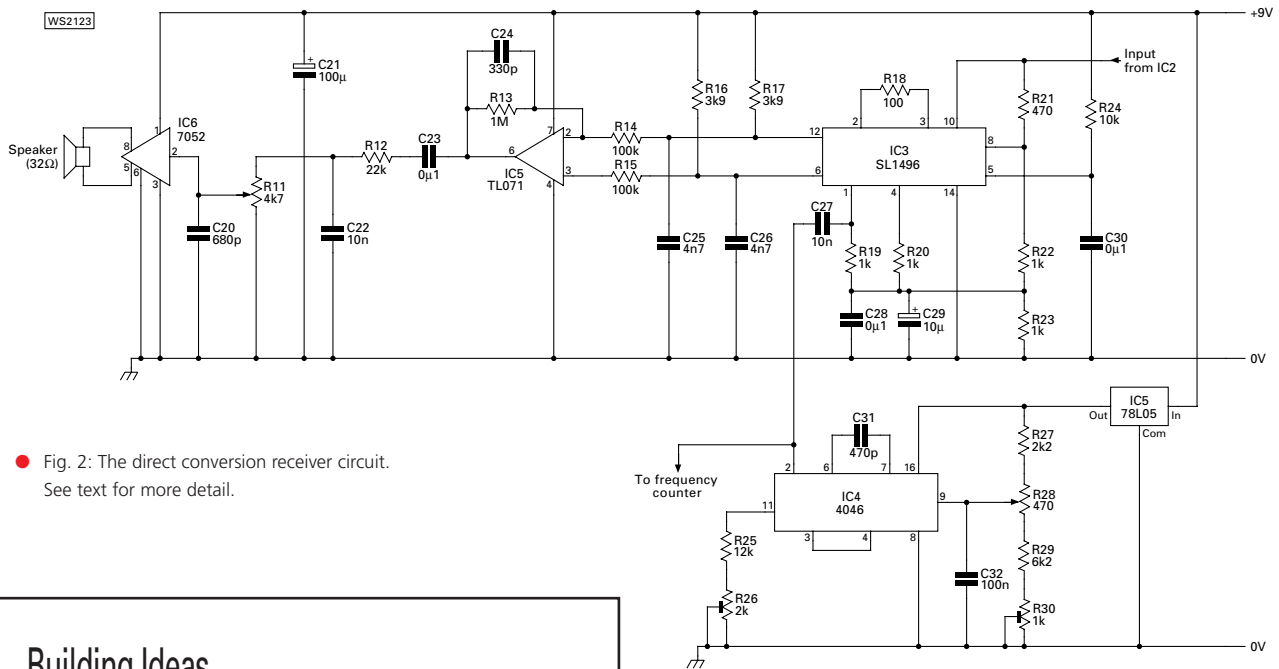 WS2123
+9V
C24
330p
+
C21
100µ
Input
from IC2
R16
3k9
R17
3k9
R18
100
R21
470
R13
1M
R24
10k
IC6
7052
1
8
5
6
2
3
Speaker
(32Ω)
R12
22k
C23
0µ1
7
2
6
3
4
IC5
TL071
R14
100k
R15
100k
2
3
10
12
8
6
5
1
4
14
IC3
SL1496
R11
4k7
C20
680p
C22
10n
C25
4n7
C26
4n7
C27
10n
R19
1k
R20
1k
R22
1k
C30
0µ1
C28
0µ1
+
C29
10µ
R23
1k
0V
IC5
78L05
Out
In
Com
C31
470p
R27
2k2
To frequency
counter
2
6
7
16
11
9
3
4
8
IC4
4046
R28
470
R25
12k
R29
6k2
C32
100n
R26
2k
R30
1k
0V
Fig. 2: The direct conversion receiver circuit.
See text for more detail.
Building Ideas